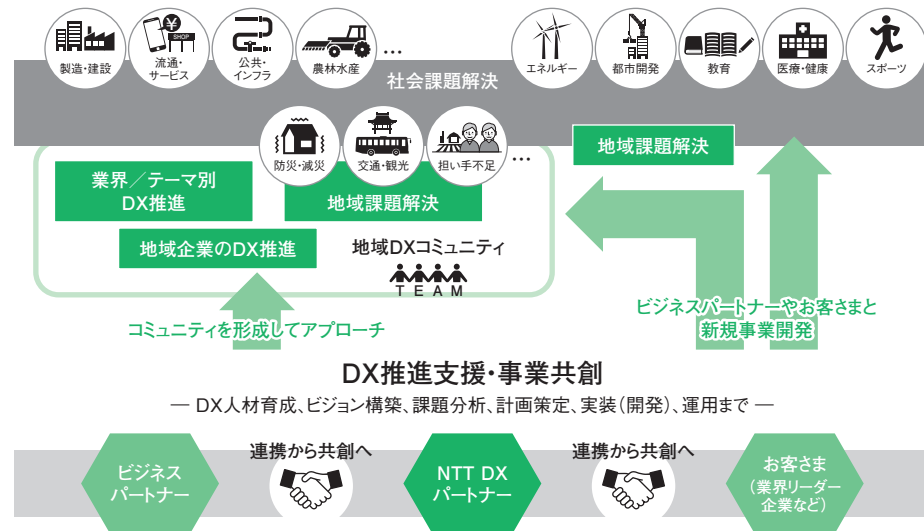 製造・建設
流通・
サービス
公共・
インフラ
農林水産
…
エネルギー
都市開発
教育
医療・健康
スポーツ
¥
SHOP
社会課題解決
防災・減災
交通・観光
担い手不足
…
地域課題解決
業界／テーマ別
DX推進
地域課題解決
地域企業のDX推進
地域DXコミュニティ
TEAM
コミュニティを形成してアプローチ
ビジネスパートナーやお客さまと
新規事業開発
DX推進支援・事業共創
― DX人材育成、ビジョン構築、課題分析、計画策定、実装（開発）、運用まで ―
ビジネス
パートナー
連携から共創へ
NTT DX
パートナー
連携から共創へ
お客さま
（業界リーダー
企業など）